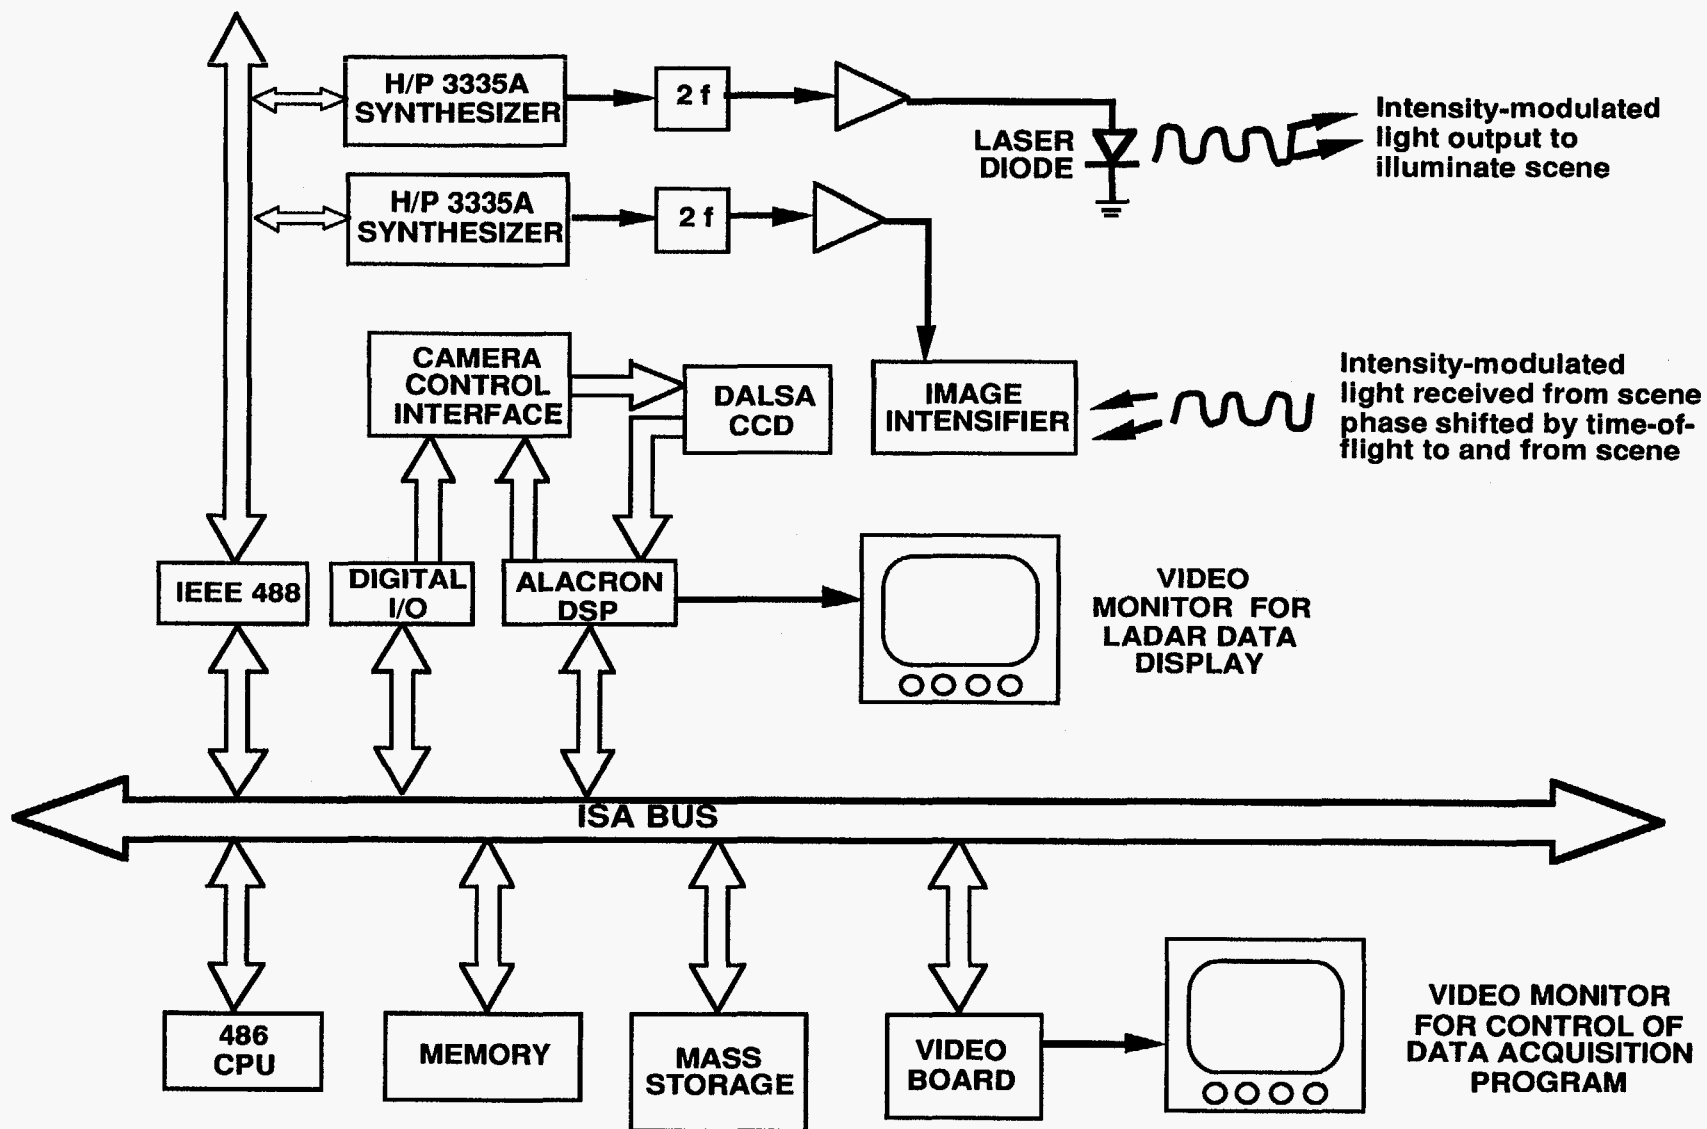 H/P 3335A
SYNTHESIZER
2 f
LASER
DIODE
Intensity-modulated
light output to
illuminate scene
H/P 3335A
SYNTHESIZER
2 f
CAMERA
CONTROL
INTERFACE
DALSA
CCD
IMAGE
INTENSIFIER
Intensity-modulated
light received from scene
phase shifted by time-of-
flight to and from scene
IEEE 488
DIGITAL
I/O
ALACRON
DSP
VIDEO
MONITOR FOR
LADAR DATA
DISPLAY
ISA BUS
486
CPU
MEMORY
MASS
STORAGE
VIDEO
BOARD
VIDEO MONITOR
FOR CONTROL OF
DATA ACQUISITION
PROGRAM